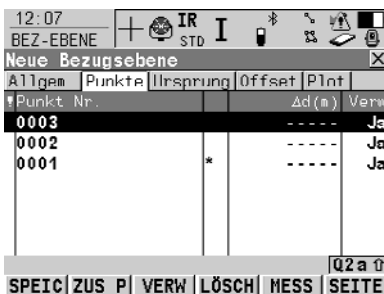 12:07
BEZ-EBENE
IR
STD
I
Neue Bezugsebene
Allgem Punkte Ursprung Offset Plot
Punkt Nr. Δd(m) Verw
0003 ----- Ja
0002 ----- Ja
0001 * ----- Ja
Q2a⇧
SPEIC ZUS P VERW LÖSCH MESS SEITE